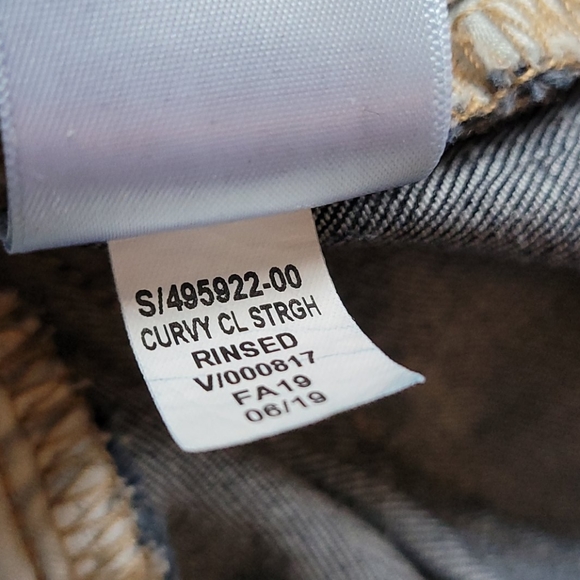 S/495922-00
CURVY CL STRGH
RINSED
V/000817
FA19
06/19